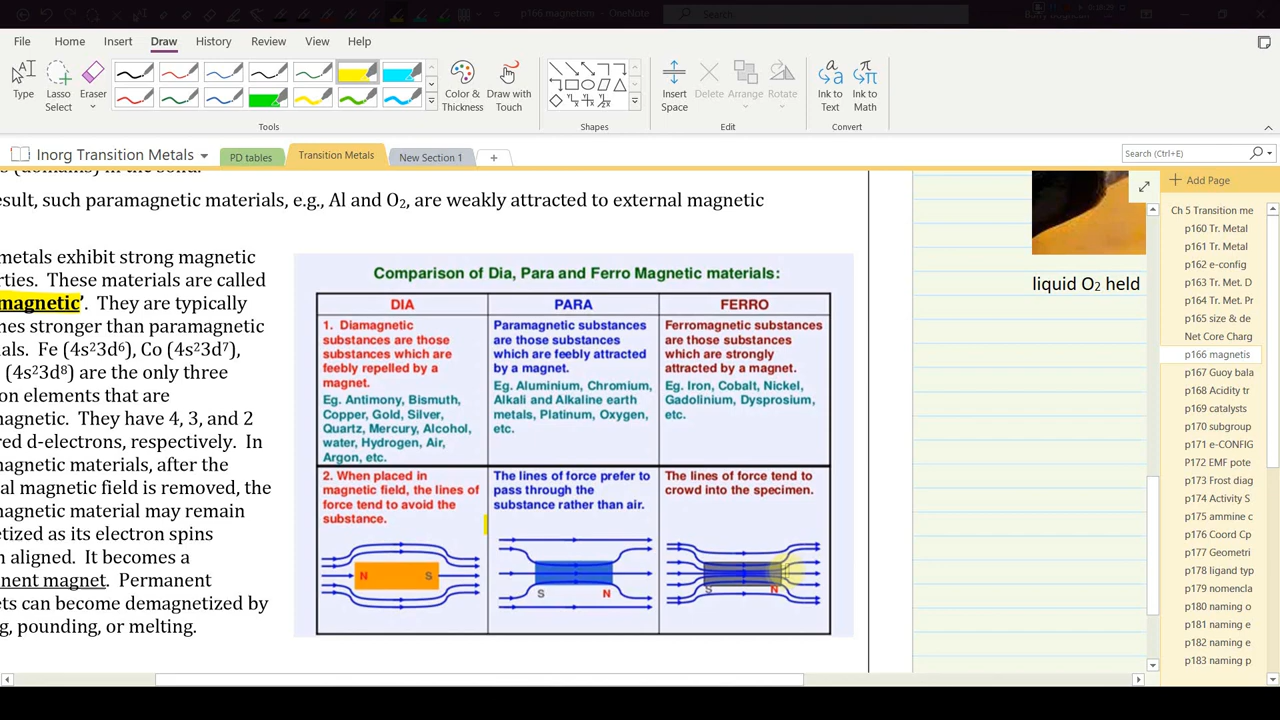 p166 magnetism - OneNote
Search
File Home Insert Draw History Review View Help
Type
Lasso Select
Eraser
Color & Thickness
Draw with Touch
Insert Space
Delete
Arrange
Rotate
Ink to Text
Ink to Math
Tools
Shapes
Edit
Convert
Inorg Transition Metals
PD tables
Transition Metals
New Section 1
Search (Ctrl+E)
s (domains) in the solid.
esult, such paramagnetic materials, e.g., Al and O2, are weakly attracted to external magnetic
metals exhibit strong magnetic
rties. These materials are called
magnetic’. They are typically
nes stronger than paramagnetic
als. Fe (4s²3d⁶), Co (4s²3d⁷),
(4s²3d⁸) are the only three
on elements that are
magnetic. They have 4, 3, and 2
red d-electrons, respectively. In
magnetic materials, after the
al magnetic field is removed, the
magnetic material may remain
etized as its electron spins
n aligned. It becomes a
nent magnet. Permanent
ets can become demagnetized by
g, pounding, or melting.
Comparison of Dia, Para and Ferro Magnetic materials:
DIA
PARA
FERRO
1. Diamagnetic
substances are those
substances which are
feebly repelled by a
magnet.
Eg. Antimony, Bismuth,
Copper, Gold, Silver,
Quartz, Mercury, Alcohol,
water, Hydrogen, Air,
Argon, etc.
Paramagnetic substances
are those substances
which are feebly attracted
by a magnet.
Eg. Aluminium, Chromium,
Alkali and Alkaline earth
metals, Platinum, Oxygen,
etc.
Ferromagnetic substances
are those substances
which are strongly
attracted by a magnet.
Eg. Iron, Cobalt, Nickel,
Gadolinium, Dysprosium,
etc.
2. When placed in
magnetic field, the lines of
force tend to avoid the
substance.
The lines of force prefer to
pass through the
substance rather than air.
The lines of force tend to
crowd into the specimen.
N S
S N
S N
liquid O2 held
Add Page
Ch 5 Transition me
p160 Tr. Metal
p161 Tr. Metal
p162 e-config
p163 Tr. Met. D
p164 Tr. Met. Pr
p165 size & de
Net Core Charg
p166 magnetis
p167 Guoy bala
p168 Acidity tr
p169 catalysts
p170 subgroup
p171 e-CONFIG
P172 EMF pote
p173 Frost diag
p174 Activity S
p175 ammine c
p176 Coord Cp
p177 Geometri
p178 ligand typ
p179 nomencla
p180 naming o
p181 naming e
p182 naming e
p183 naming p